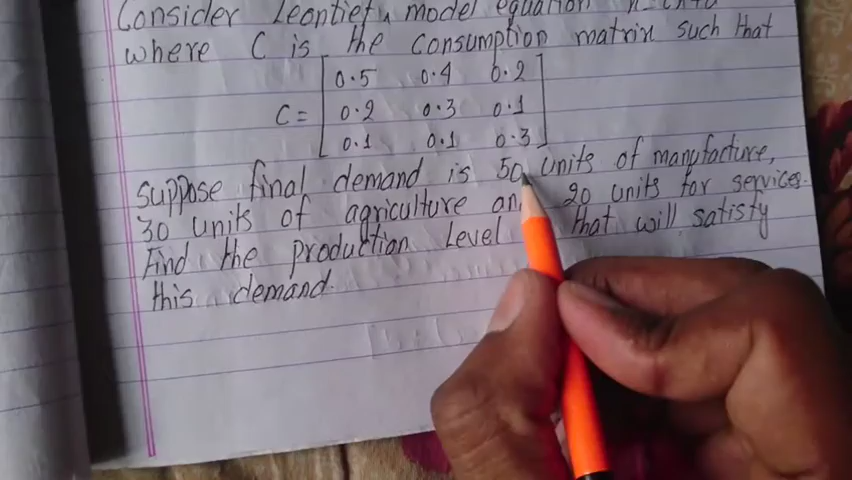 Consider Leontief model equation x = Cx+d
where C is the consumption matrix such that
C = [0.5 0.4 0.2
0.2 0.3 0.1
0.1 0.1 0.3]
Suppose final demand is 50 units of manufacture,
30 units of agriculture an 20 units for services.
Find the production Level that will satisfy
this demand.